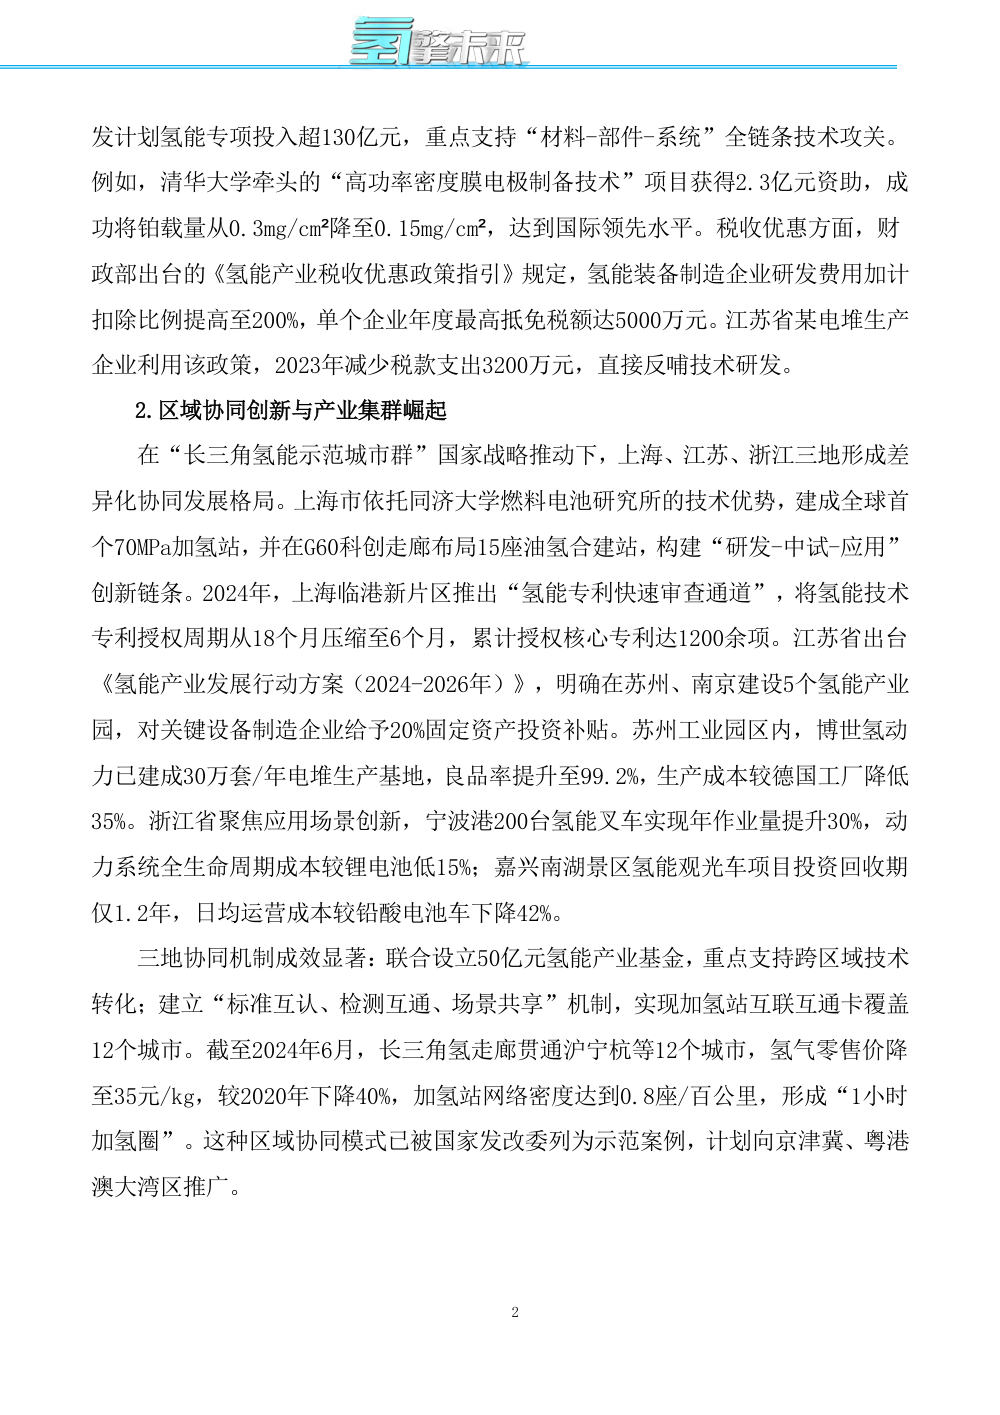 氢擎未来
发计划氢能专项投入超130亿元，重点支持“材料-部件-系统”全链条技术攻关。
例如，清华大学牵头的“高功率密度膜电极制备技术”项目获得2.3亿元资助，成
功将铂载量从0.3mg/cm²降至0.15mg/cm²，达到国际领先水平。税收优惠方面，财
政部出台的《氢能产业税收优惠政策指引》规定，氢能装备制造企业研发费用加计
扣除比例提高至200%，单个企业年度最高抵免税额达5000万元。江苏省某电堆生产
企业利用该政策，2023年减少税款支出3200万元，直接反哺技术研发。
2.区域协同创新与产业集群崛起
在“长三角氢能示范城市群”国家战略推动下，上海、江苏、浙江三地形成差
异化协同发展格局。上海市依托同济大学燃料电池研究所的技术优势，建成全球首
个70MPa加氢站，并在G60科创走廊布局15座油氢合建站，构建“研发-中试-应用”
创新链条。2024年，上海临港新片区推出“氢能专利快速审查通道”，将氢能技术
专利授权周期从18个月压缩至6个月，累计授权核心专利达1200余项。江苏省出台
《氢能产业发展行动方案（2024-2026年）》，明确在苏州、南京建设5个氢能产业
园，对关键设备制造企业给予20%固定资产投资补贴。苏州工业园区内，博世氢动
力已建成30万套/年电堆生产基地，良品率提升至99.2%，生产成本较德国工厂降低
35%。浙江省聚焦应用场景创新，宁波港200台氢能叉车实现年作业量提升30%，动
力系统全生命周期成本较锂电池低15%；嘉兴南湖景区氢能观光车项目投资回收期
仅1.2年，日均运营成本较铅酸电池车下降42%。
三地协同机制成效显著：联合设立50亿元氢能产业基金，重点支持跨区域技术
转化；建立“标准互认、检测互通、场景共享”机制，实现加氢站互联互通卡覆盖
12个城市。截至2024年6月，长三角氢走廊贯通沪宁杭等12个城市，氢气零售价降
至35元/kg，较2020年下降40%，加氢站网络密度达到0.8座/百公里，形成“1小时
加氢圈”。这种区域协同模式已被国家发改委列为示范案例，计划向京津冀、粤港
澳大湾区推广。
2